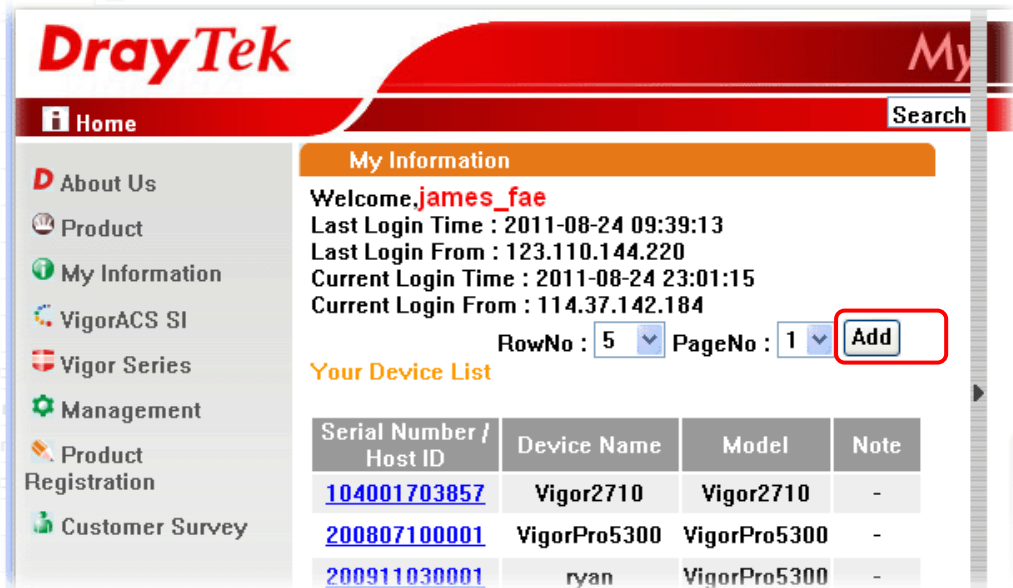 DrayTek
My
Home
Search
About Us
Product
My Information
VigorACS SI
Vigor Series
Management
Product
Registration
Customer Survey
My Information
Welcome,james_fae
Last Login Time : 2011-08-24 09:39:13
Last Login From : 123.110.144.220
Current Login Time : 2011-08-24 23:01:15
Current Login From : 114.37.142.184
RowNo : 5 PageNo : 1 Add
Your Device List
Serial Number /
Host ID Device Name Model Note
104001703857 Vigor2710 Vigor2710 -
200807100001 VigorPro5300 VigorPro5300 -
200911030001 ryan VigorPro5300 -